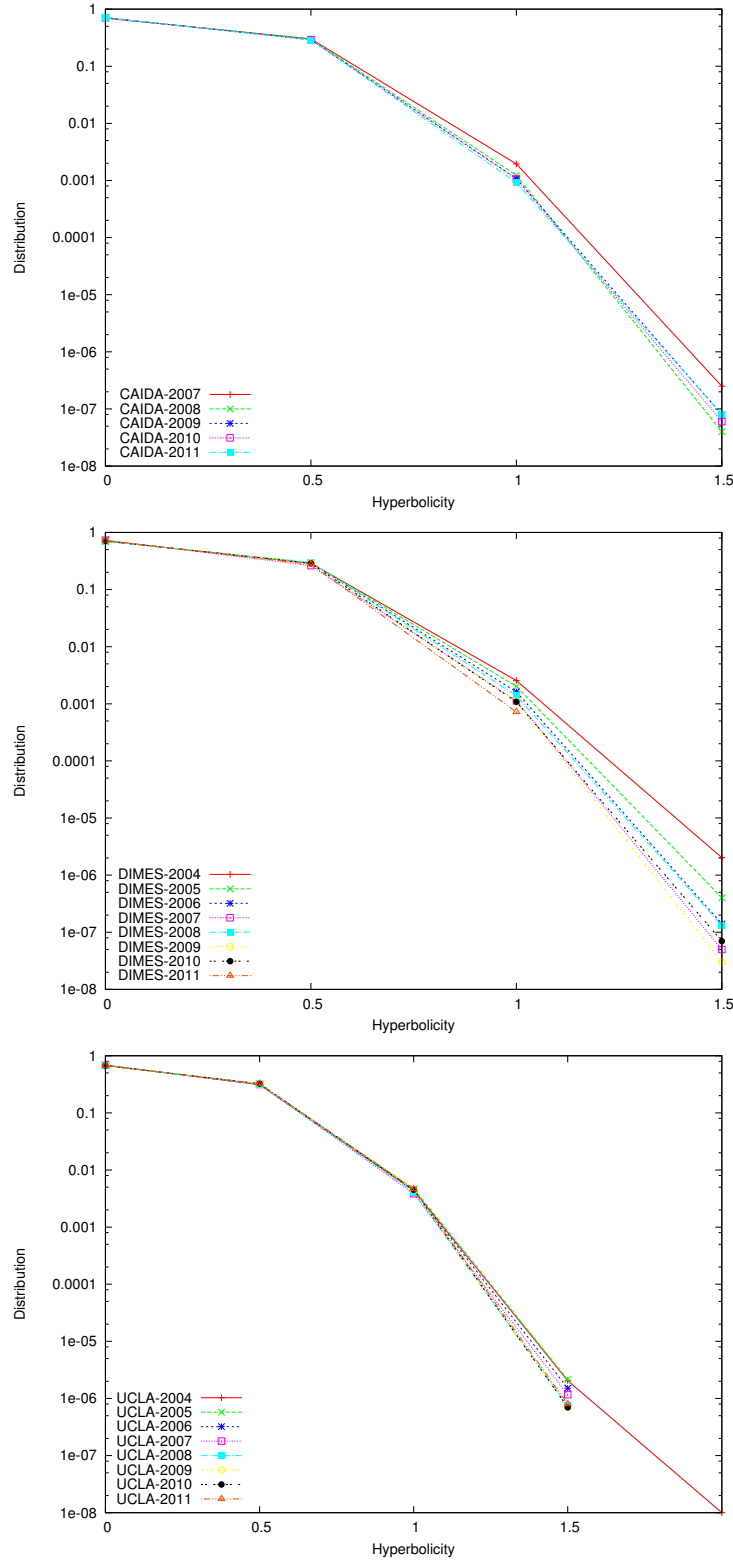 1
0.1
0.01
0.001
0.0001
1e-05
1e-06
1e-07
1e-08
Distribution
CAIDA-2007
CAIDA-2008
CAIDA-2009
CAIDA-2010
CAIDA-2011
0 0.5 1 1.5
Hyperbolicity
1
0.1
0.01
0.001
0.0001
1e-05
1e-06
1e-07
1e-08
Distribution
DIMES-2004
DIMES-2005
DIMES-2006
DIMES-2007
DIMES-2008
DIMES-2009
DIMES-2010
DIMES-2011
0 0.5 1 1.5
Hyperbolicity
1
0.1
0.01
0.001
0.0001
1e-05
1e-06
1e-07
1e-08
Distribution
UCLA-2004
UCLA-2005
UCLA-2006
UCLA-2007
UCLA-2008
UCLA-2009
UCLA-2010
UCLA-2011
0 0.5 1 1.5
Hyperbolicity